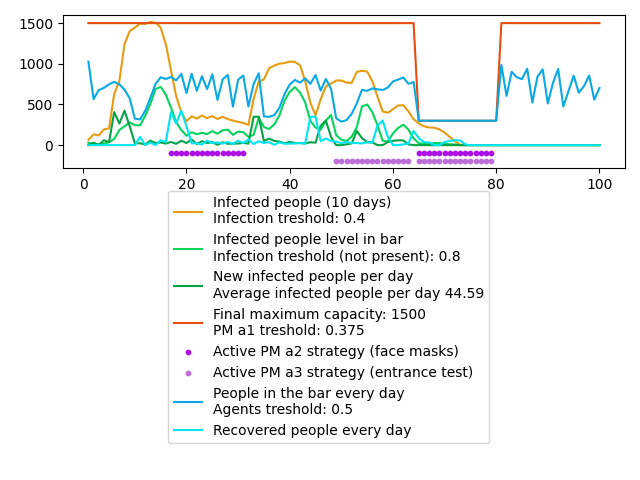 1500
1000
500
0
0 20 40 60 80 100
Infected people (10 days)
Infection treshold: 0.4
Infected people level in bar
Infection treshold (not present): 0.8
New infected people per day
Average infected people per day 44.59
Final maximum capacity: 1500
PM a1 treshold: 0.375
Active PM a2 strategy (face masks)
Active PM a3 strategy (entrance test)
People in the bar every day
Agents treshold: 0.5
Recovered people every day